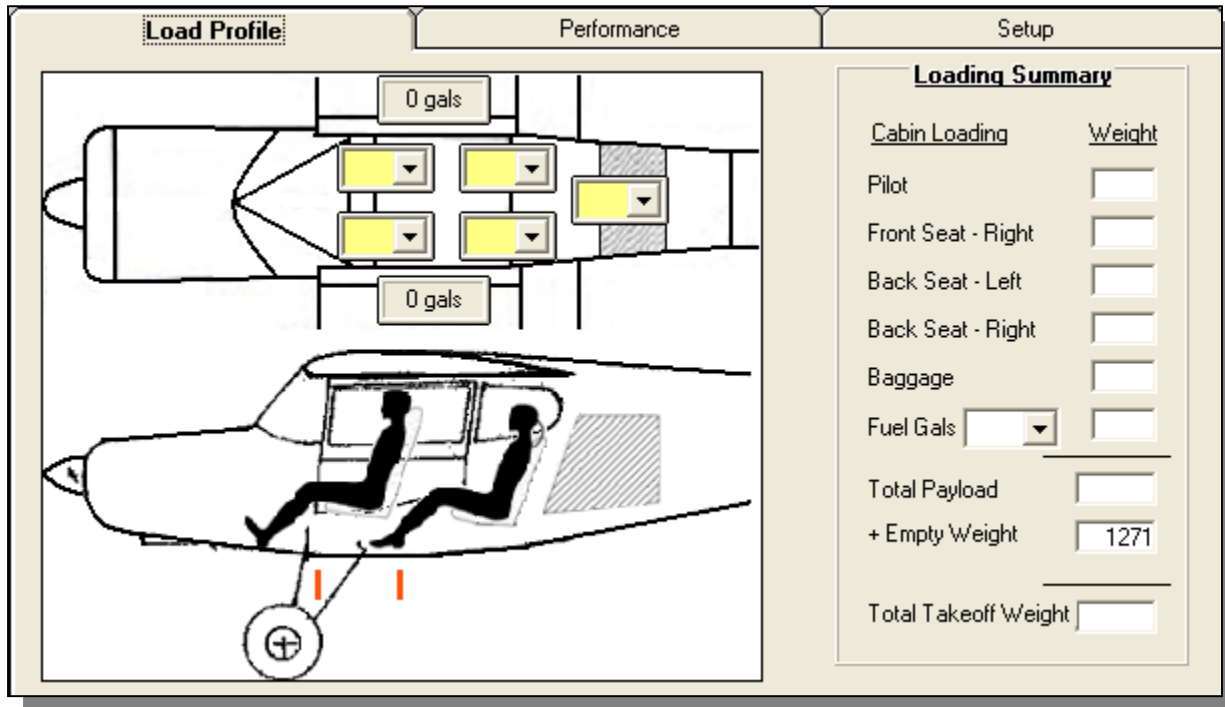 Load Profile
Performance
Setup
0 gals
0 gals
Loading Summary
Cabin Loading Weight
Pilot
Front Seat - Right
Back Seat - Left
Back Seat - Right
Baggage
Fuel Gals
Total Payload
+ Empty Weight 1271
Total Takeoff Weight